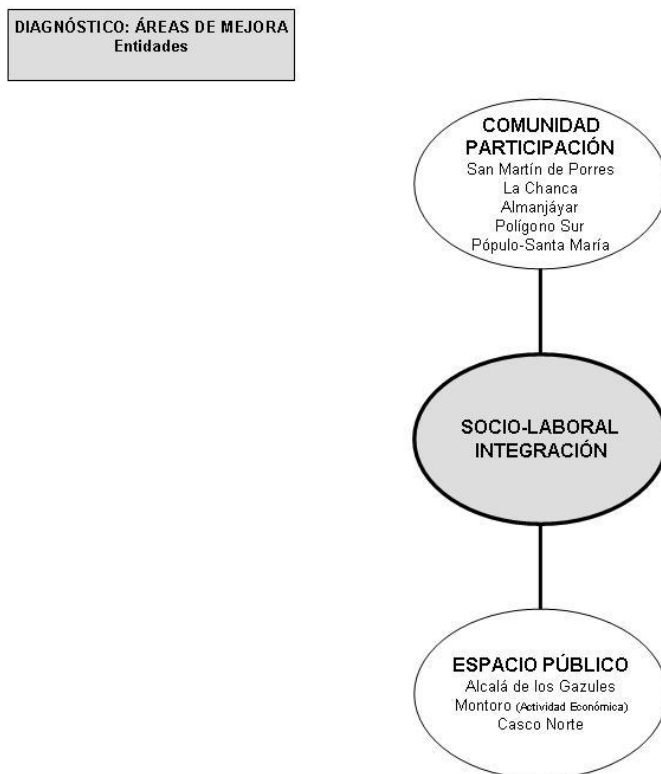 DIAGNÓSTICO: ÁREAS DE MEJORA
Entidades
COMUNIDAD
PARTICIPACIÓN
San Martín de Porres
La Chanca
Almanjáyar
Polígono Sur
Pópulo-Santa María
SOCIO-LABORAL
INTEGRACIÓN
ESPACIO PÚBLICO
Alcalá de los Gazules
Montoro (Actividad Económica)
Casco Norte